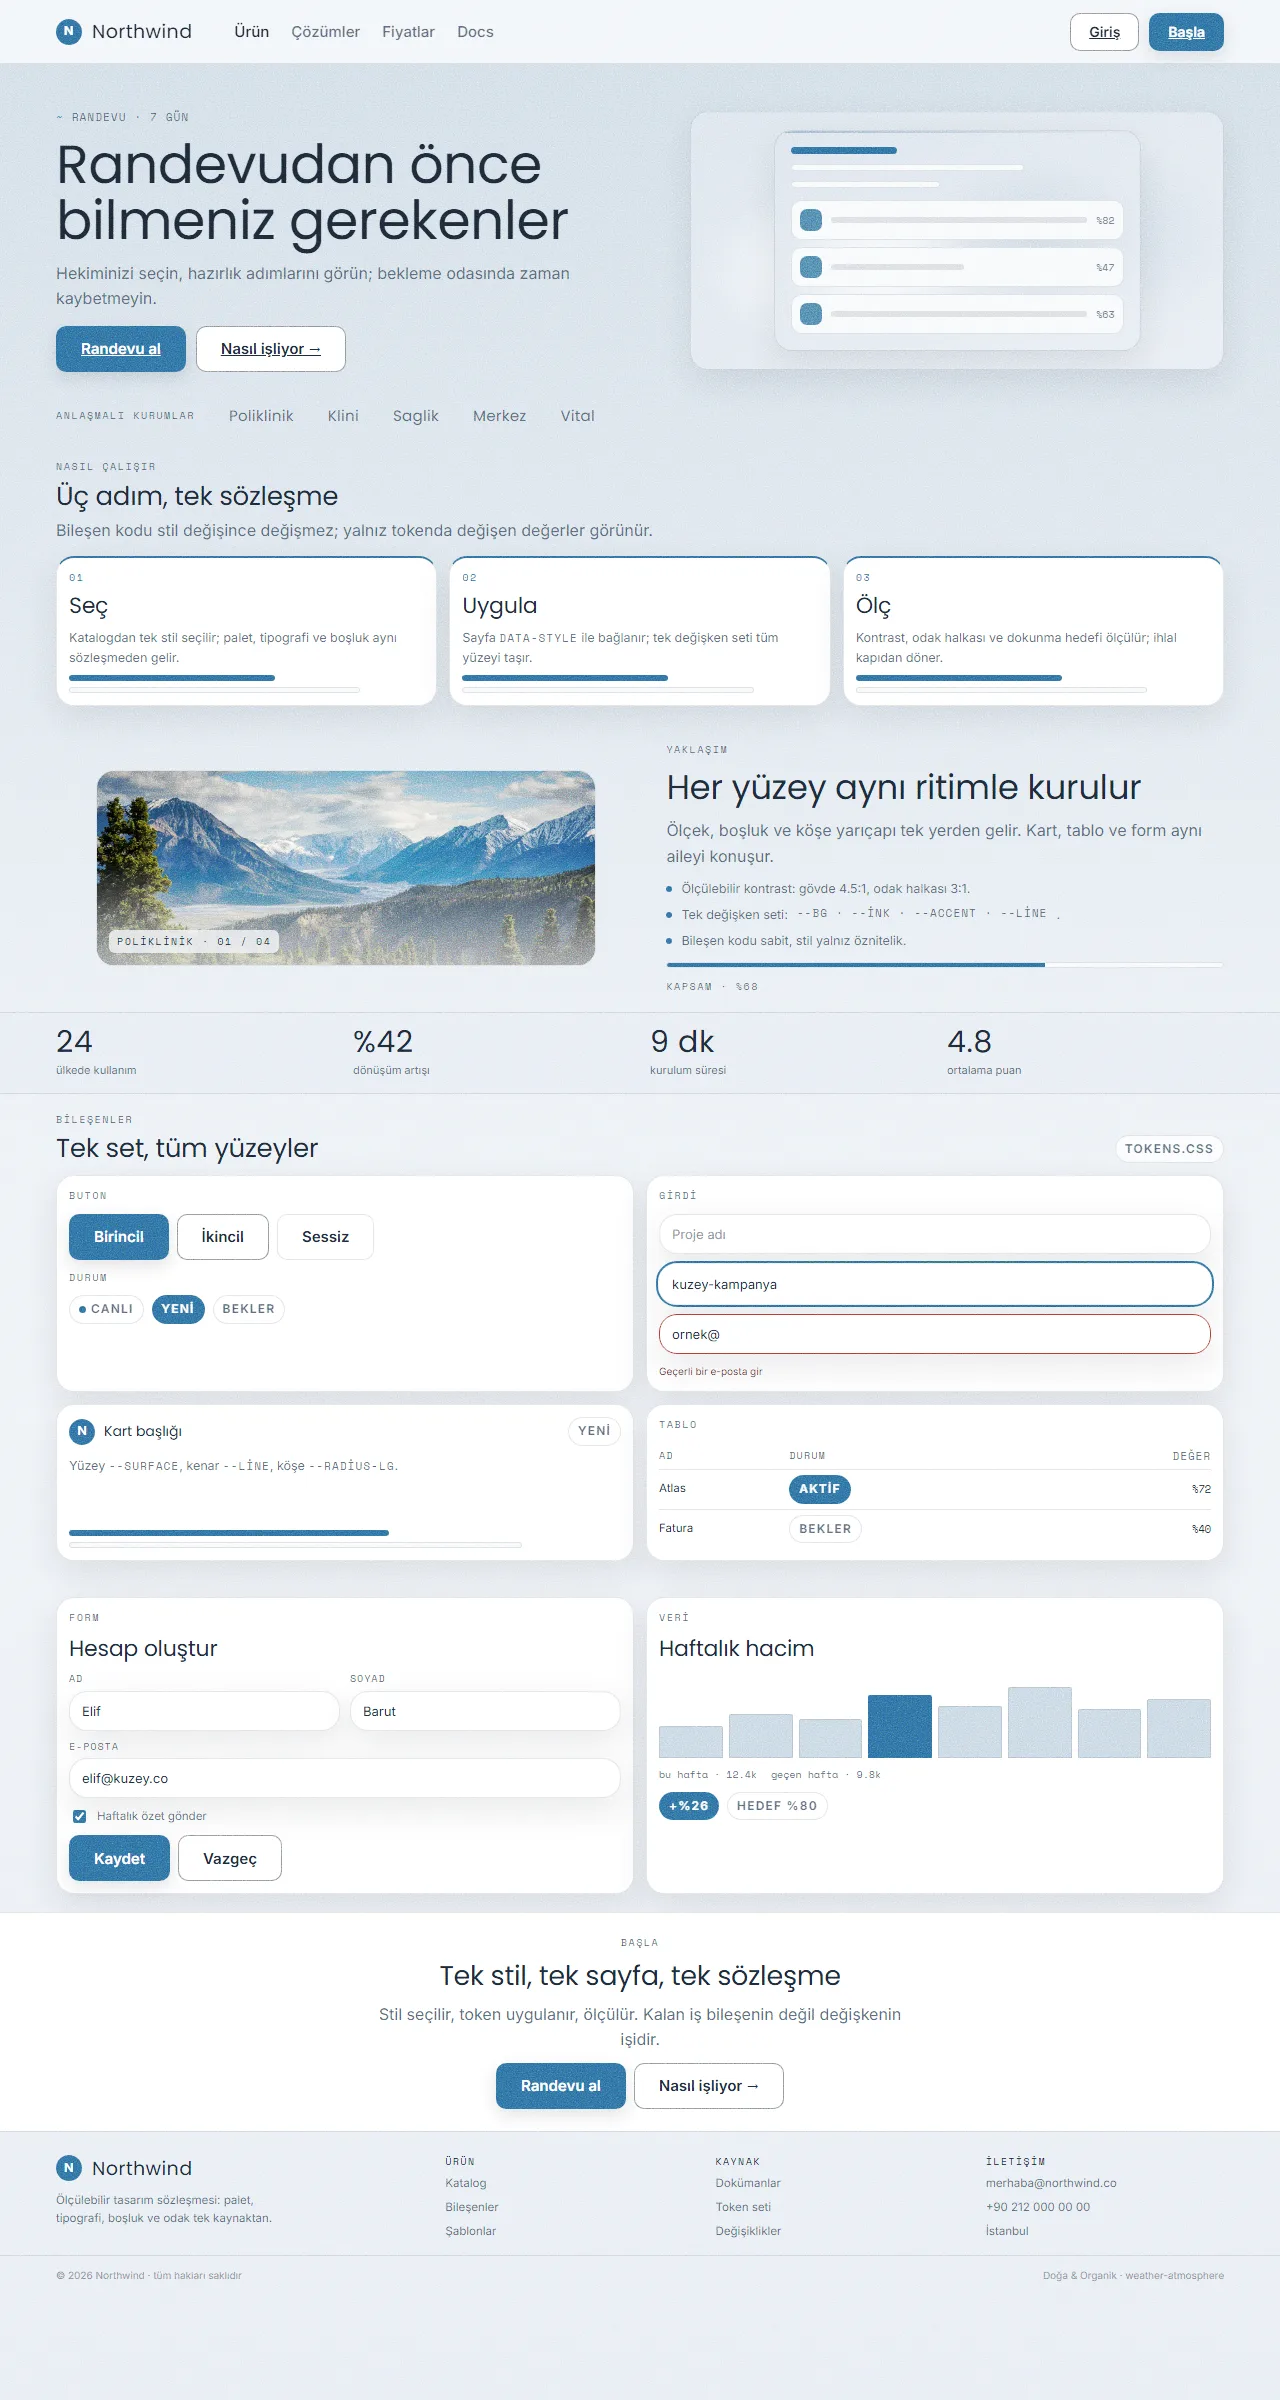 N Northwind Ürün Çözümler Fiyatlar Docs Giriş Başla
~ RANDEVU · 7 GÜN
Randevudan önce
bilmeniz gerekenler
Hekiminizi seçin, hazırlık adımlarını görün; bekleme odasında zaman
kaybetmeyin.
Randevu al Nasıl işliyor →
%82
%47
%63
ANLAŞMALI KURUMLAR Poliklinik Klini Saglik Merkez Vital
NASIL ÇALIŞIR
Üç adım, tek sözleşme
Bileşen kodu stil değişince değişmez; yalnız tokenda değişen değerler görünür.
01
Seç
Katalogdan tek stil seçilir; palet, tipografi ve boşluk aynı
sözleşmeden gelir.
02
Uygula
Sayfa DATA-STYLE ile bağlanır; tek değişken seti tüm
yüzeyi taşır.
03
Ölç
Kontrast, odak halkası ve dokunma hedefi ölçülür; ihlal
kapıdan döner.
POLİKLİNİK · 01 / 04
YAKLAŞIM
Her yüzey aynı ritimle kurulur
Ölçek, boşluk ve köşe yarıçapı tek yerden gelir. Kart, tablo ve form aynı
aileyi konuşur.
Ölçülebilir kontrast: gövde 4.5:1, odak halkası 3:1.
Tek değişken seti: --BG · --İNK · --ACCENT · --LİNE .
Bileşen kodu sabit, stil yalnız öznitelik.
KAPSAM · %68
24
ülkede kullanım
%42
dönüşüm artışı
9 dk
kurulum süresi
4.8
ortalama puan
BİLEŞENLER
Tek set, tüm yüzeyler
TOKENS.CSS
BUTON
Birincil İkincil Sessiz
DURUM
CANLI YENİ BEKLER
GİRDİ
Proje adı
kuzey-kampanya
ornek@
Geçerli bir e-posta gir
N Kart başlığı YENİ
Yüzey --SURFACE, kenar --LİNE, köşe --RADİUS-LG.
TABLO
AD DURUM DEĞER
Atlas AKTİF %72
Fatura BEKLER %40
FORM
Hesap oluştur
AD SOYAD
Elif Barut
E-POSTA
elif@kuzey.co
Haftalık özet gönder
Kaydet Vazgeç
VERİ
Haftalık hacim
bu hafta · 12.4k geçen hafta · 9.8k
+%26 HEDEF %80
BAŞLA
Tek stil, tek sayfa, tek sözleşme
Stil seçilir, token uygulanır, ölçülür. Kalan iş bileşenin değil değişkenin
işidir.
Randevu al Nasıl işliyor →
N Northwind
Ölçülebilir tasarım sözleşmesi: palet,
tipografi, boşluk ve odak tek kaynaktan.
ÜRÜN
Katalog
Bileşenler
Şablonlar
KAYNAK
Dokümanlar
Token seti
Değişiklikler
İLETİŞİM
merhaba@northwind.co
+90 212 000 00 00
İstanbul
© 2026 Northwind · tüm hakları saklıdır
Doğa & Organik · weather-atmosphere